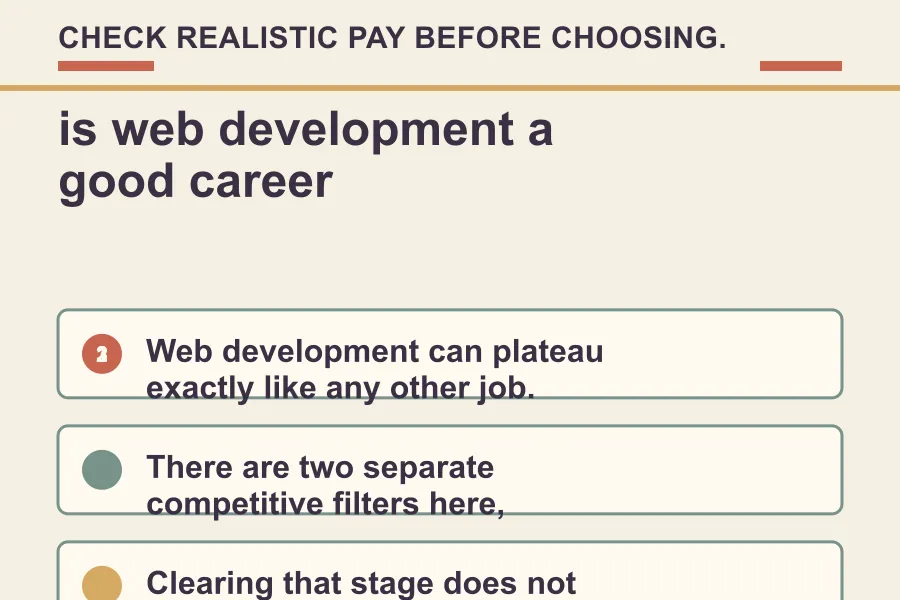 CHECK REALISTIC PAY BEFORE CHOOSING.
is web development a
good career
Web development can plateau
exactly like any other job.
There are two separate
competitive filters here,
Clearing that stage does not